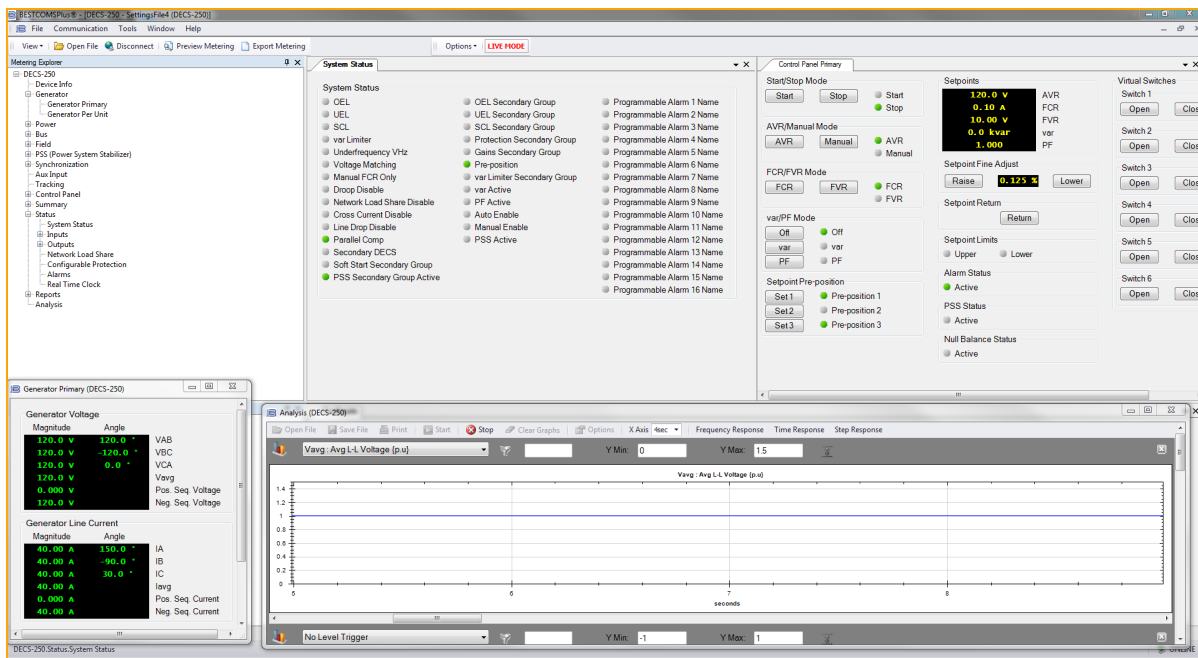 BESTCOMSPlus® - [DECS-250 - SettingsFile4 (DECS-250)]
File Communication Tools Window Help
View Open File Disconnect Preview Metering Export Metering Options LIVE MODE
Metering Explorer
DECS-250
Device Info
Generator
Generator Primary
Generator Per Unit
Power
Bus
Field
PSS (Power System Stabilizer)
Synchronization
Aux Input
Tracking
Control Panel
Summary
Status
System Status
Inputs
Outputs
Network Load Share
Configurable Protection
Alarms
Real Time Clock
Reports
Analysis
System Status
System Status
OEL
UEL
SCL
var Limiter
Underfrequency VHz
Voltage Matching
Manual FCR Only
Droop Disable
Network Load Share Disable
Cross Current Disable
Line Drop Disable
Parallel Comp
Secondary DECS
Soft Start Secondary Group
PSS Secondary Group Active
OEL Secondary Group
UEL Secondary Group
SCL Secondary Group
Protection Secondary Group
Gains Secondary Group
Pre-position
var Limiter Secondary Group
var Active
PF Active
Auto Enable
Manual Enable
PSS Active
Programmable Alarm 1 Name
Programmable Alarm 2 Name
Programmable Alarm 3 Name
Programmable Alarm 4 Name
Programmable Alarm 5 Name
Programmable Alarm 6 Name
Programmable Alarm 7 Name
Programmable Alarm 8 Name
Programmable Alarm 9 Name
Programmable Alarm 10 Name
Programmable Alarm 11 Name
Programmable Alarm 12 Name
Programmable Alarm 13 Name
Programmable Alarm 14 Name
Programmable Alarm 15 Name
Programmable Alarm 16 Name
Control Panel Primary
Start/Stop Mode
Start Stop Start
Stop
AVR/Manual Mode
AVR Manual AVR
Manual
FCR/FVR Mode
FCR FVR FCR
FVR
var/PF Mode
Off Off
var var
PF PF
Setpoint Pre-position
Set 1 Pre-position 1
Set 2 Pre-position 2
Set 3 Pre-position 3
Setpoints
120.0 V AVR
0.10 A FCR
10.00 V FVR
0.0 kvar var
1.000 PF
Setpoint Fine Adjust
Raise 0.125 % Lower
Setpoint Return
Return
Setpoint Limits
Upper Lower
Alarm Status
Active
PSS Status
Active
Null Balance Status
Active
Virtual Switches
Switch 1
Open Clos
Switch 2
Open Clos
Switch 3
Open Clos
Switch 4
Open Clos
Switch 5
Open Clos
Switch 6
Open Clos
Generator Primary (DECS-250)
Generator Voltage
Magnitude Angle
120.0 V 120.0 ° VAB
120.0 V -120.0 ° VBC
120.0 V 0.0 ° VCA
120.0 V Vavg
0.000 V Pos. Seq. Voltage
120.0 V Neg. Seq. Voltage
Generator Line Current
Magnitude Angle
40.00 A 150.0 ° IA
40.00 A -90.0 ° IB
40.00 A 30.0 ° IC
40.00 A Iavg
0.000 A Pos. Seq. Current
40.00 A Neg. Seq. Current
Analysis (DECS-250)
Open File Save File Print Start Stop Clear Graphs Options X Axis 4sec Frequency Response Time Response Step Response
Vavg : Avg L-L Voltage (p.u) Y Min: 0 Y Max: 1.5
Vavg : Avg L-L Voltage (p.u)
1.4
1.2
1
0.8
0.6
0.4
0.2
0
5 6 7 8
seconds
No Level Trigger Y Min: -1 Y Max: 1
DECS-250.Status.System Status ONLINE